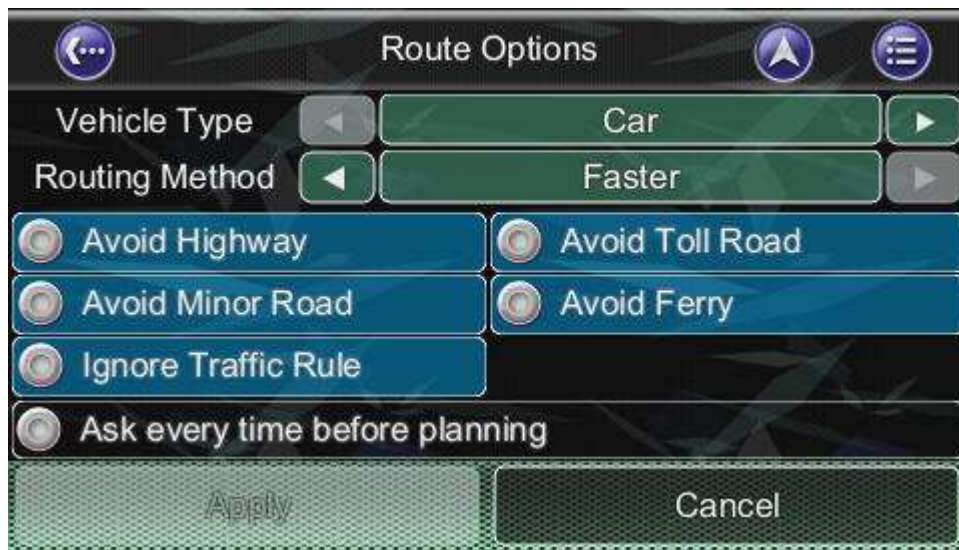 Route Options
Vehicle Type Car
Routing Method Faster
Avoid Highway Avoid Toll Road
Avoid Minor Road Avoid Ferry
Ignore Traffic Rule
Ask every time before planning
Apply Cancel